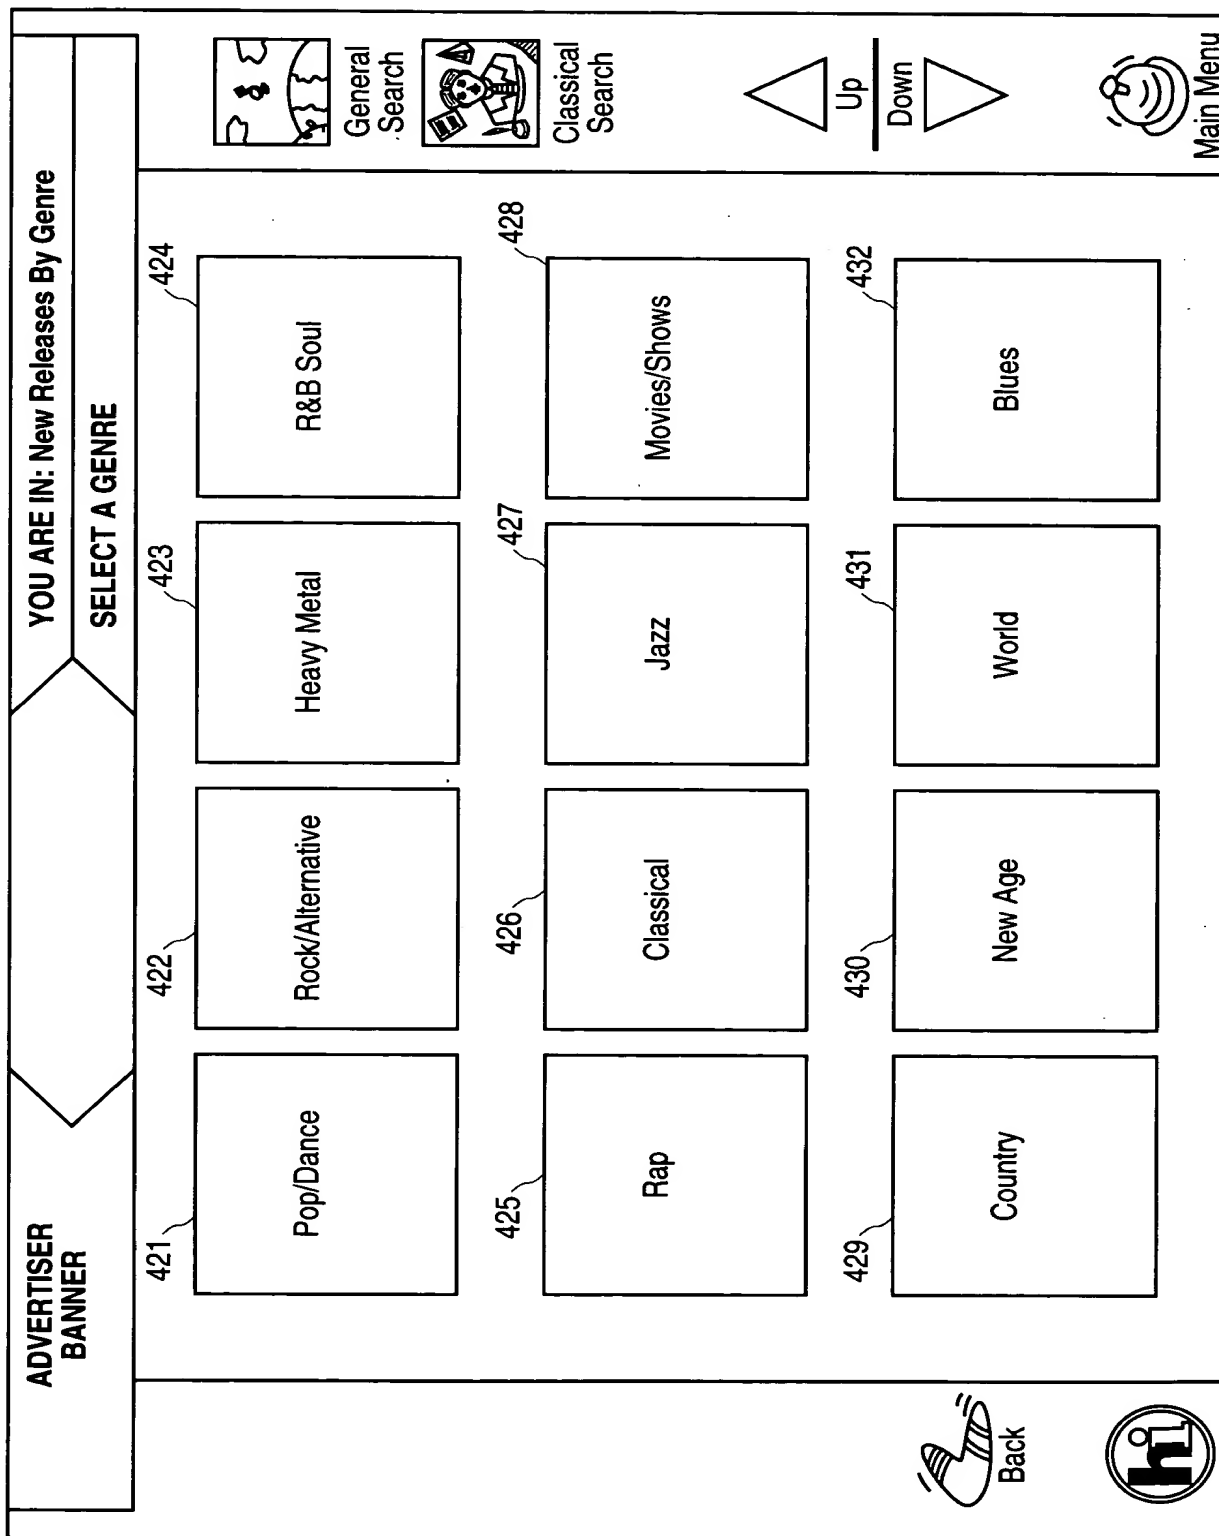 ADVERTISER
BANNER
YOU ARE IN: New Releases By Genre
SELECT A GENRE
421
422
423
424
Pop/Dance
Rock/Alternative
Heavy Metal
R&B Soul
425
426
427
428
Rap
Classical
Jazz
Movies/Shows
429
430
431
432
Country
New Age
World
Blues
General
Search
Classical
Search
Up
Down
Main Menu
Back
hi